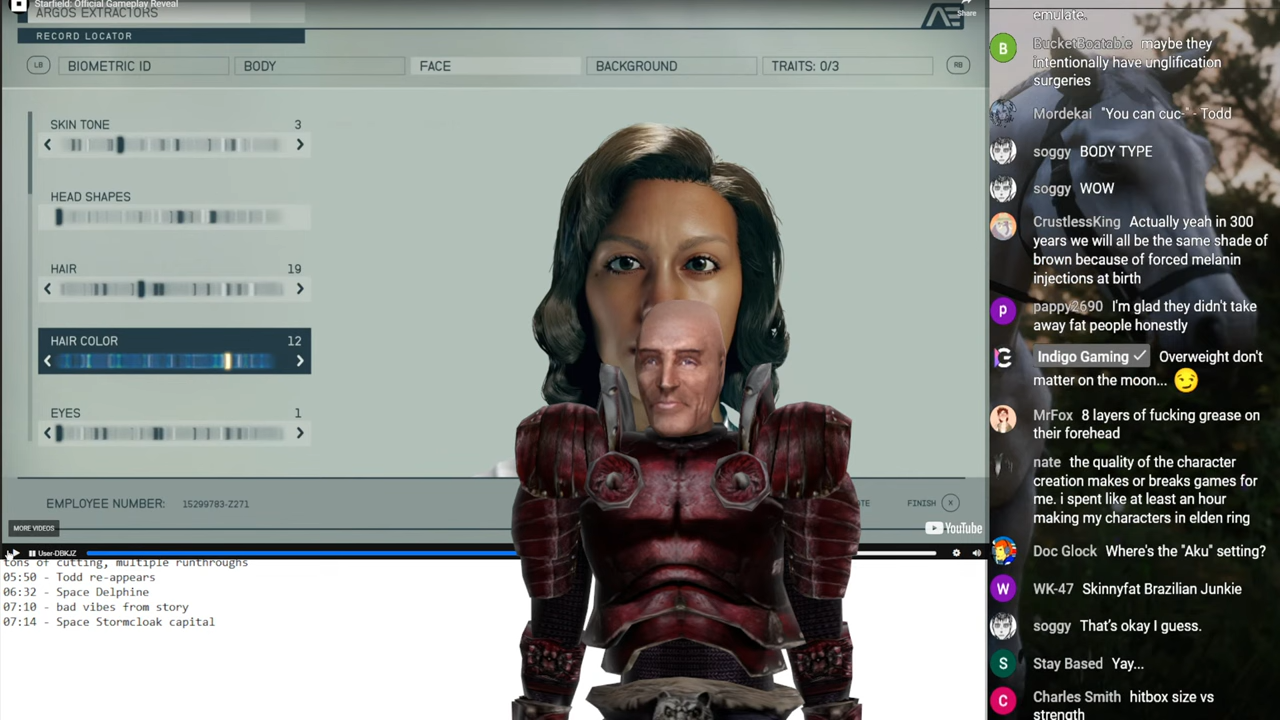 Starfield: Official Gameplay Reveal
Share
ARGOS EXTRACTORS
RECORD LOCATOR
LB
BIOMETRIC ID
BODY
FACE
BACKGROUND
TRAITS: 0/3
RB
SKIN TONE 3
HEAD SHAPES
HAIR 19
HAIR COLOR 12
EYES 1
EMPLOYEE NUMBER: 15299783-Z271
FINISH X
MORE VIDEOS
YouTube
User-DBKJZ
tons of cutting, multiple runthroughs
05:50 - Todd re-appears
06:32 - Space Delphine
07:10 - bad vibes from story
07:14 - Space Stormcloak capital
emulate.
B
BucketBoatable maybe they
intentionally have unglification
surgeries
Mordekai "You can cuc-" - Todd
soggy BODY TYPE
soggy WOW
CrustlessKing Actually yeah in 300
years we will all be the same shade of
brown because of forced melanin
injections at birth
p
pappy2690 I'm glad they didn't take
away fat people honestly
Indigo Gaming ✓ Overweight don't
matter on the moon... 😏
MrFox 8 layers of fucking grease on
their forehead
nate the quality of the character
creation makes or breaks games for
me. i spent like at least an hour
making my characters in elden ring
Doc Glock Where's the "Aku" setting?
W
WK-47 Skinnyfat Brazilian Junkie
soggy That's okay I guess.
S
Stay Based Yay...
C
Charles Smith hitbox size vs
strength